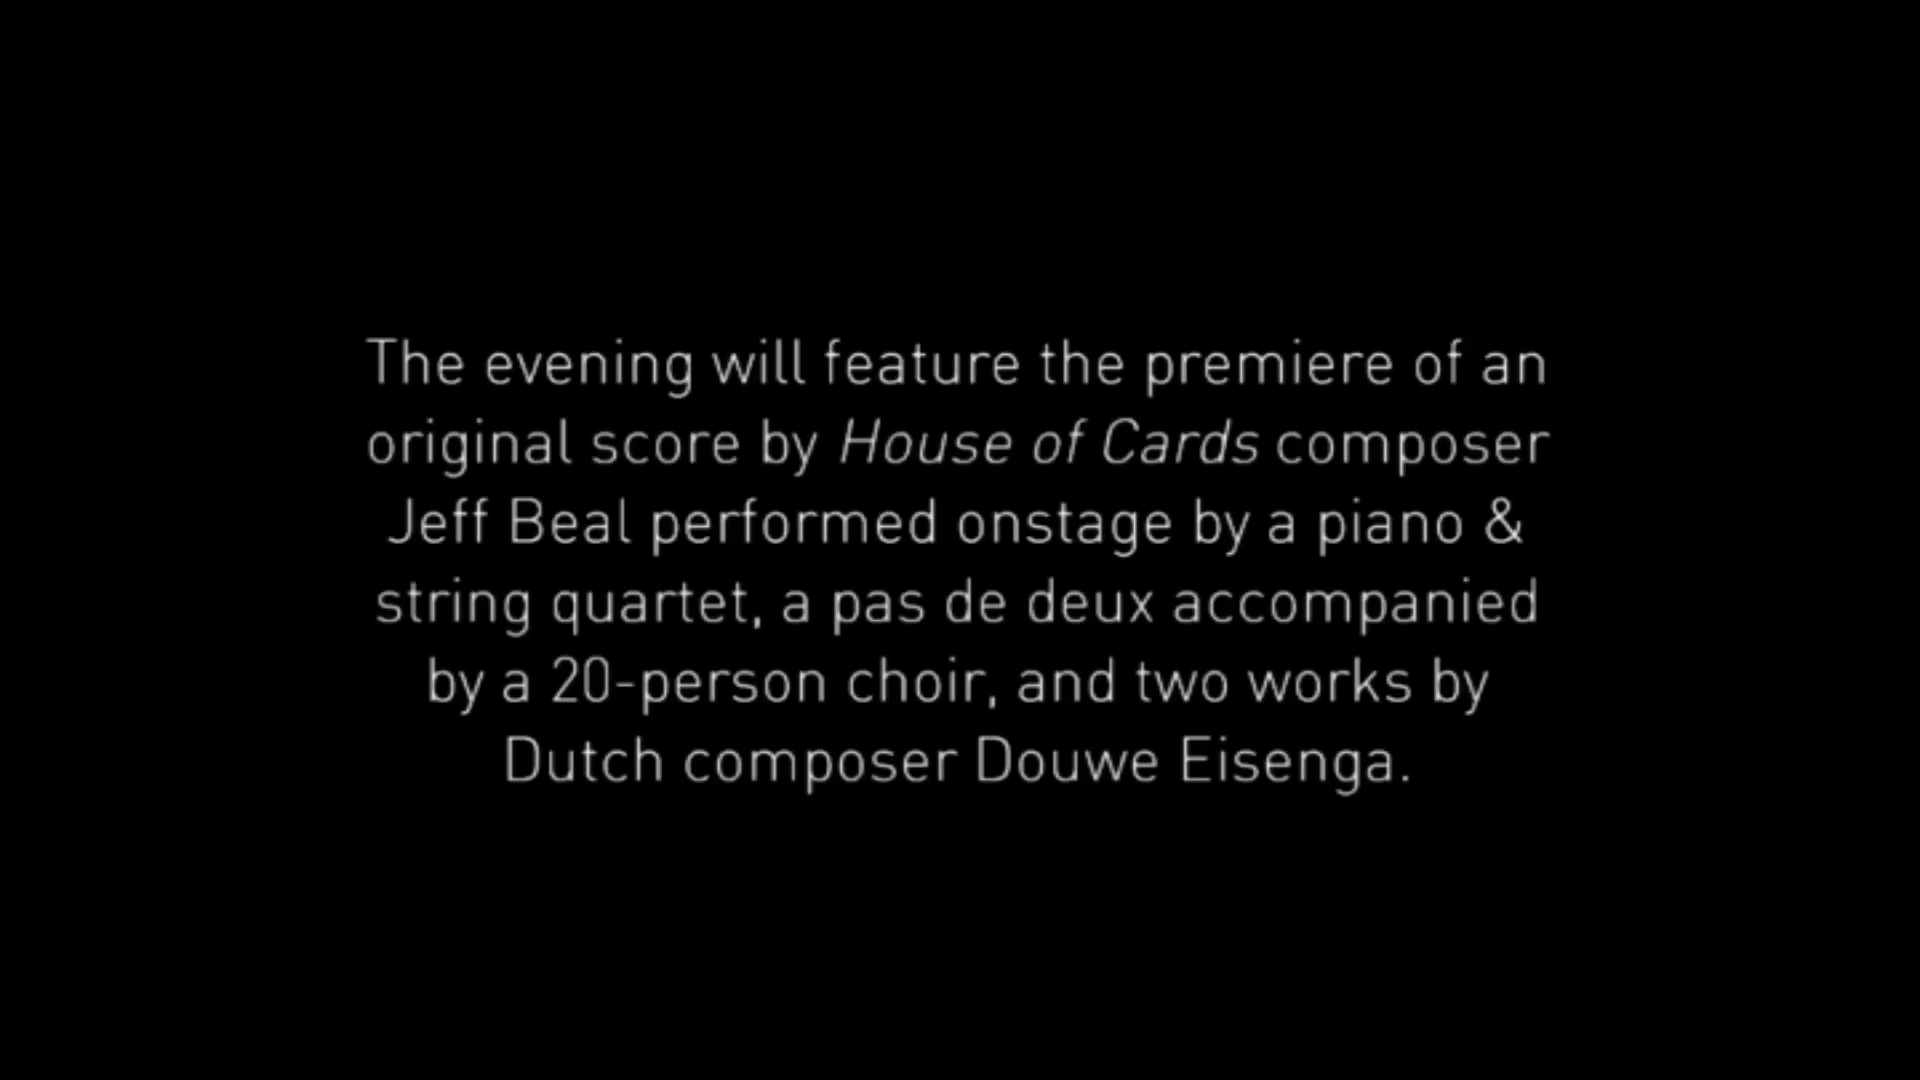 The evening will feature the premiere of an
original score by House of Cards composer
Jeff Beal performed onstage by a piano &
string quartet, a pas de deux accompanied
by a 20-person choir, and two works by
Dutch composer Douwe Eisenga.